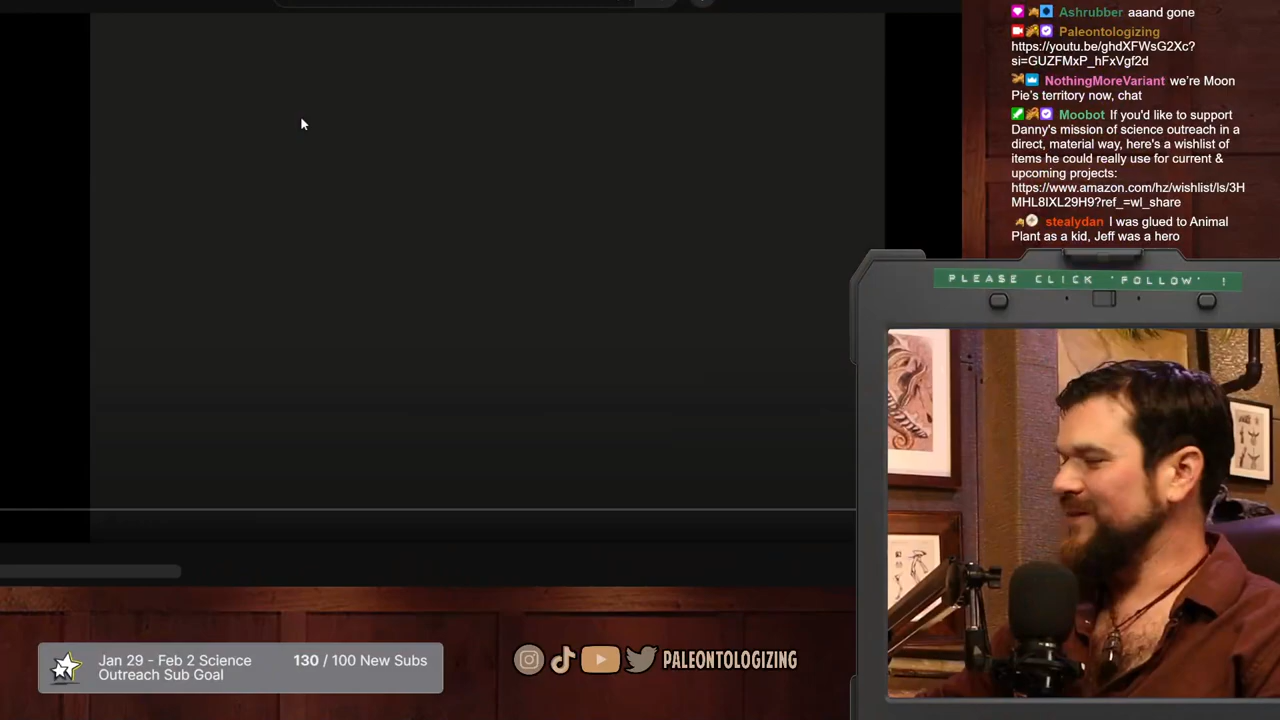 Ashrubber aaand gone
Paleontologizing
https://youtu.be/ghdXFWsG2Xc?
si=GUZFMxP_hFxVgf2d
NothingMoreVariant we’re Moon
Pie's territory now, chat
Moobot If you'd like to support
Danny's mission of science outreach in a
direct, material way, here's a wishlist of
items he could really use for current &
upcoming projects:
https://www.amazon.com/hz/wishlist/ls/3H
MHL8IXL29H9?ref_=wl_share
stealydan I was glued to Animal
Plant as a kid, Jeff was a hero
PLEASE CLICK 'FOLLOW' !
Jan 29 - Feb 2 Science
Outreach Sub Goal
130 / 100 New Subs
PALEONTOLOGIZING